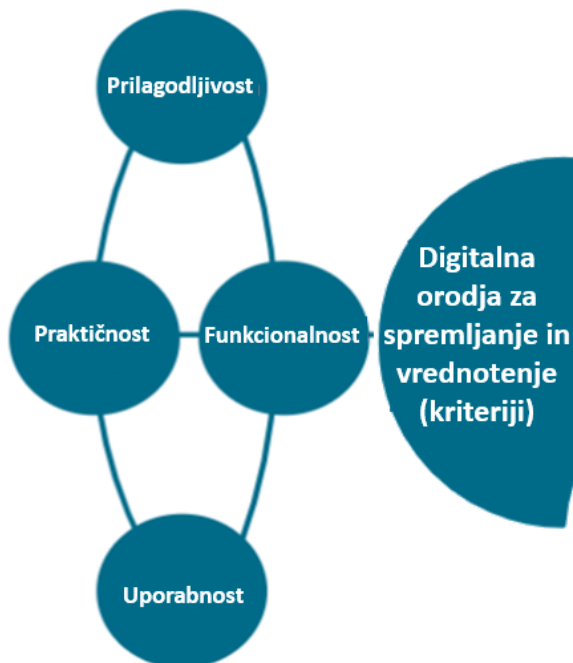 Prilagodljivost
Praktičnost
Funkcionalnost
Uporabnost
Digitalna
orodja za
spremljanje in
vrednotenje
(kriteriji)